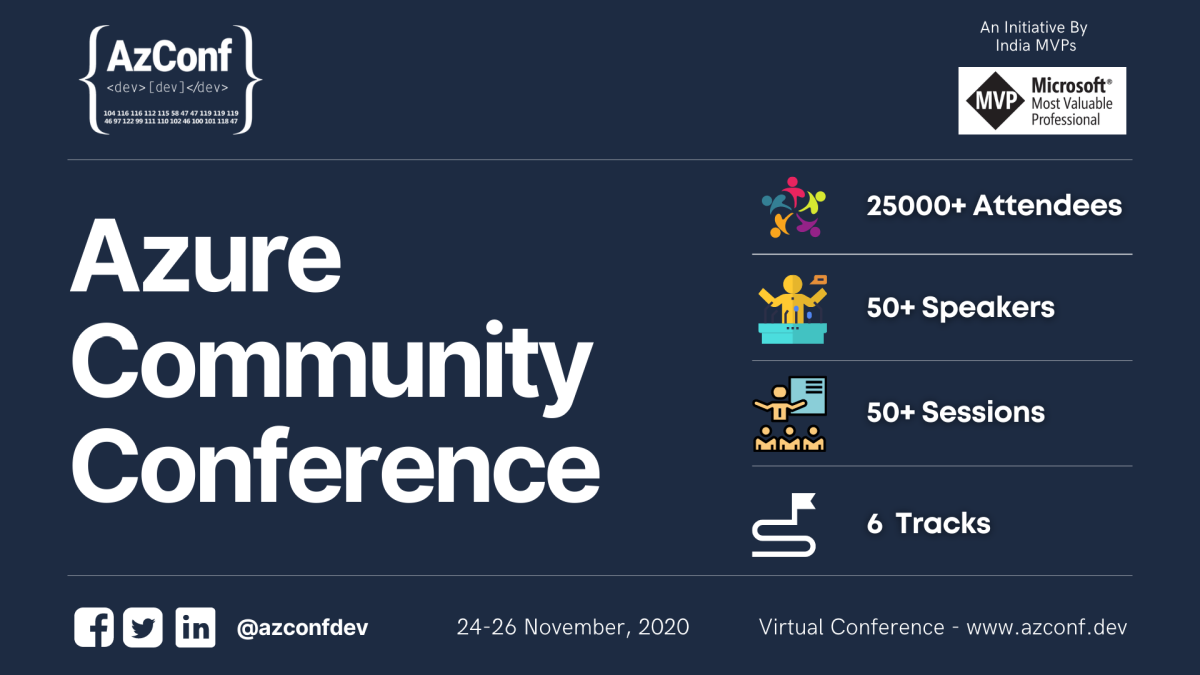 AzConf
<dev>[dev]</dev>
104 116 116 112 115 58 47 47 119 119 119
46 97 122 99 111 110 102 46 100 101 118 47
An Initiative By
India MVPs
MVP
Microsoft®
Most Valuable
Professional
Azure
Community
Conference
25000+ Attendees
50+ Speakers
50+ Sessions
6 Tracks
@azconfdev
24-26 November, 2020
Virtual Conference - www.azconf.dev